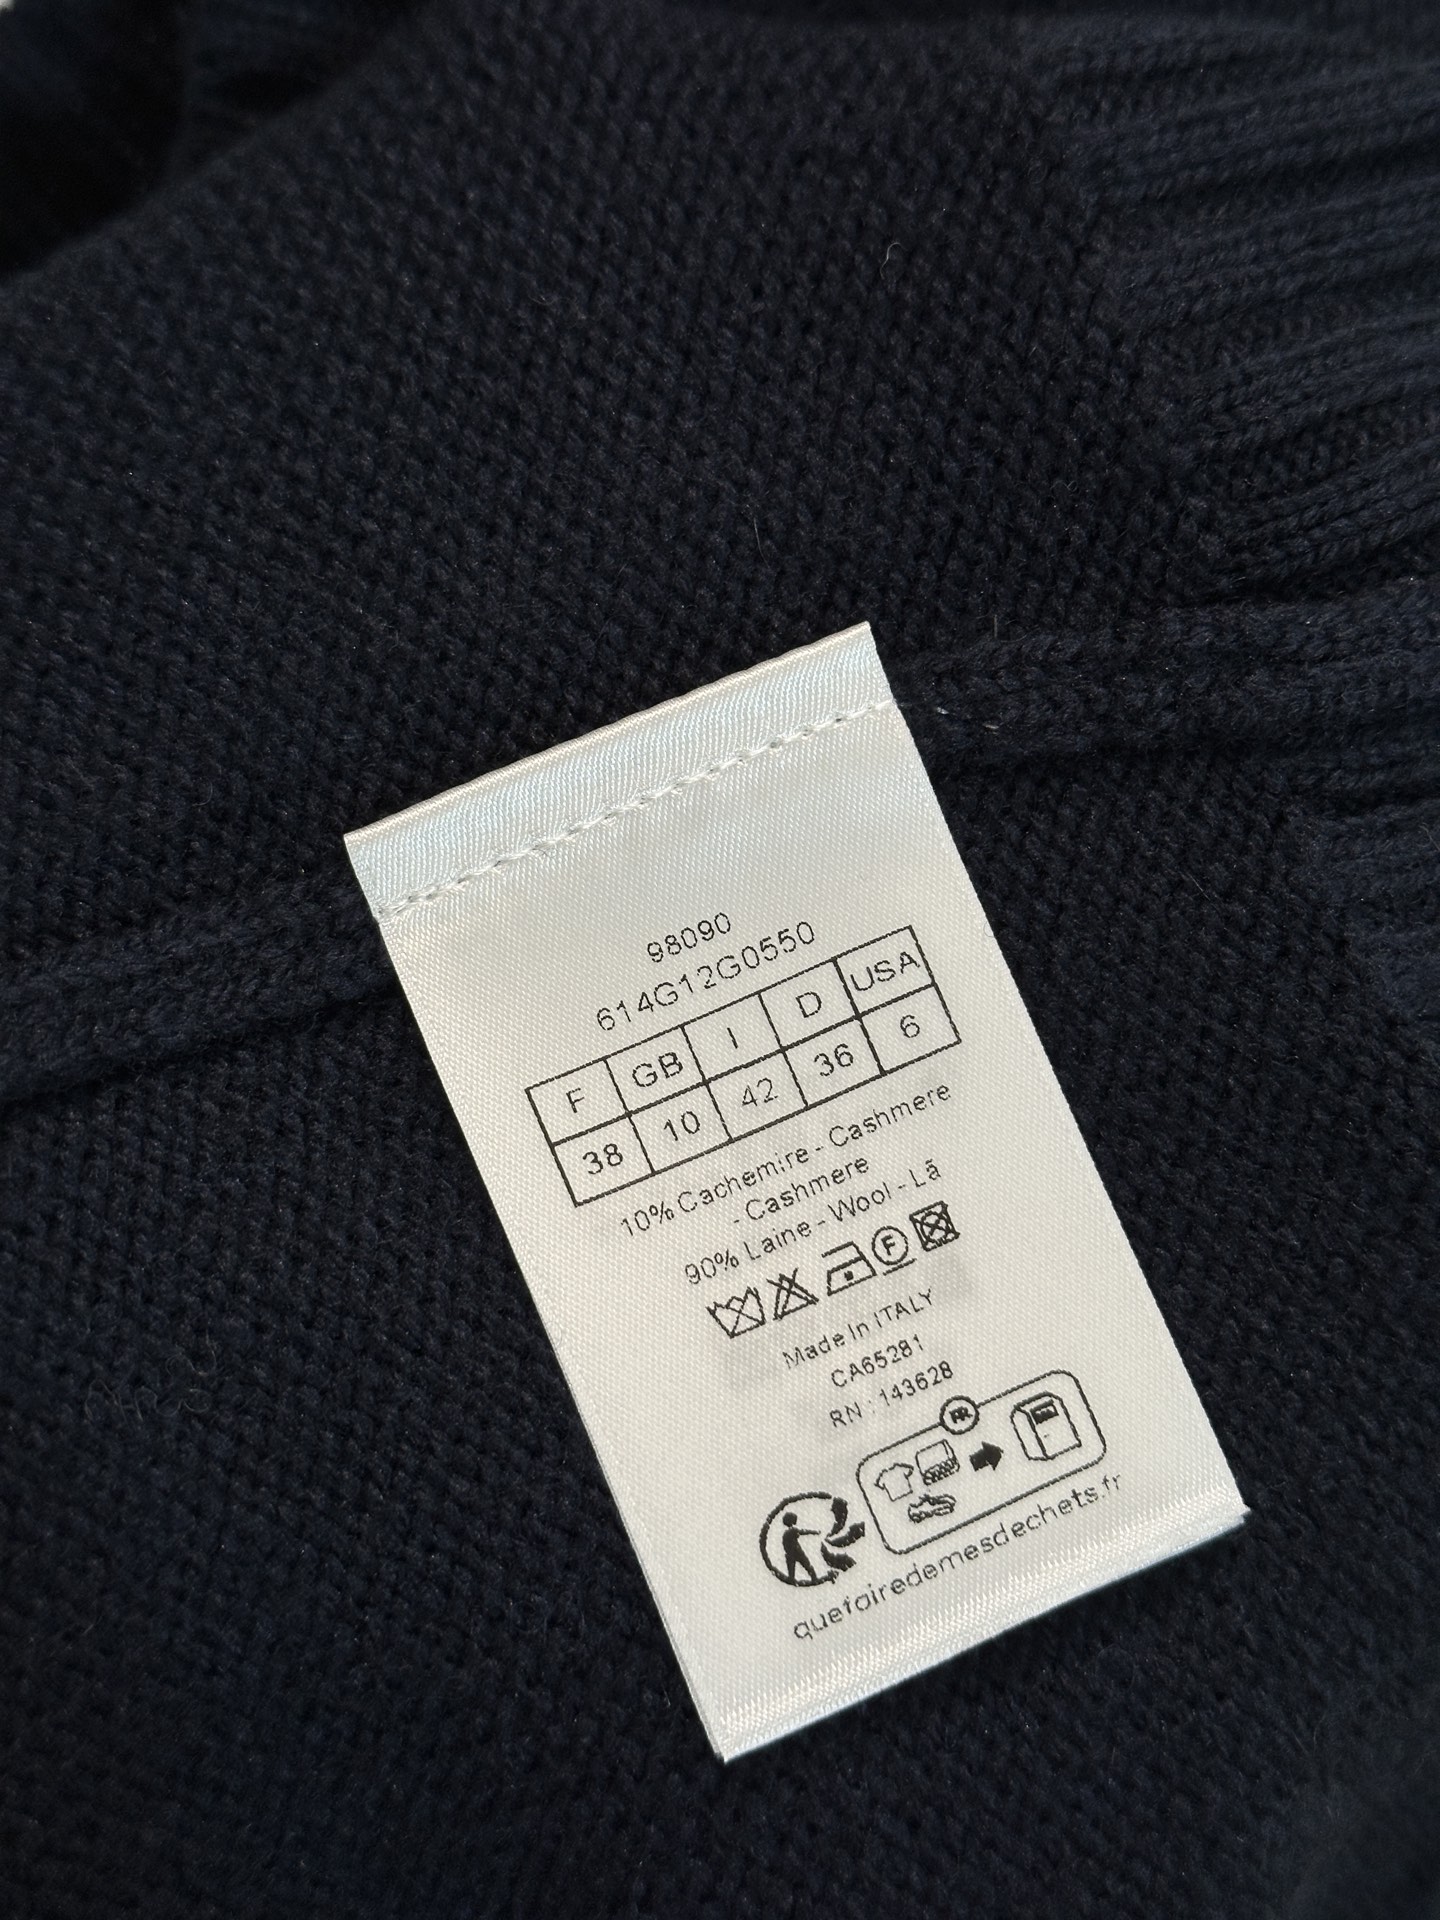 98090
614G12G0550
F GB I D USA
38 10 42 36 6
10% Cachemire - Cashmere
- Cashmere
90% Laine - Wool - Lã
F
Made In ITALY
CA65281
RN : 143628
FR
quefairedemesdechets.fr